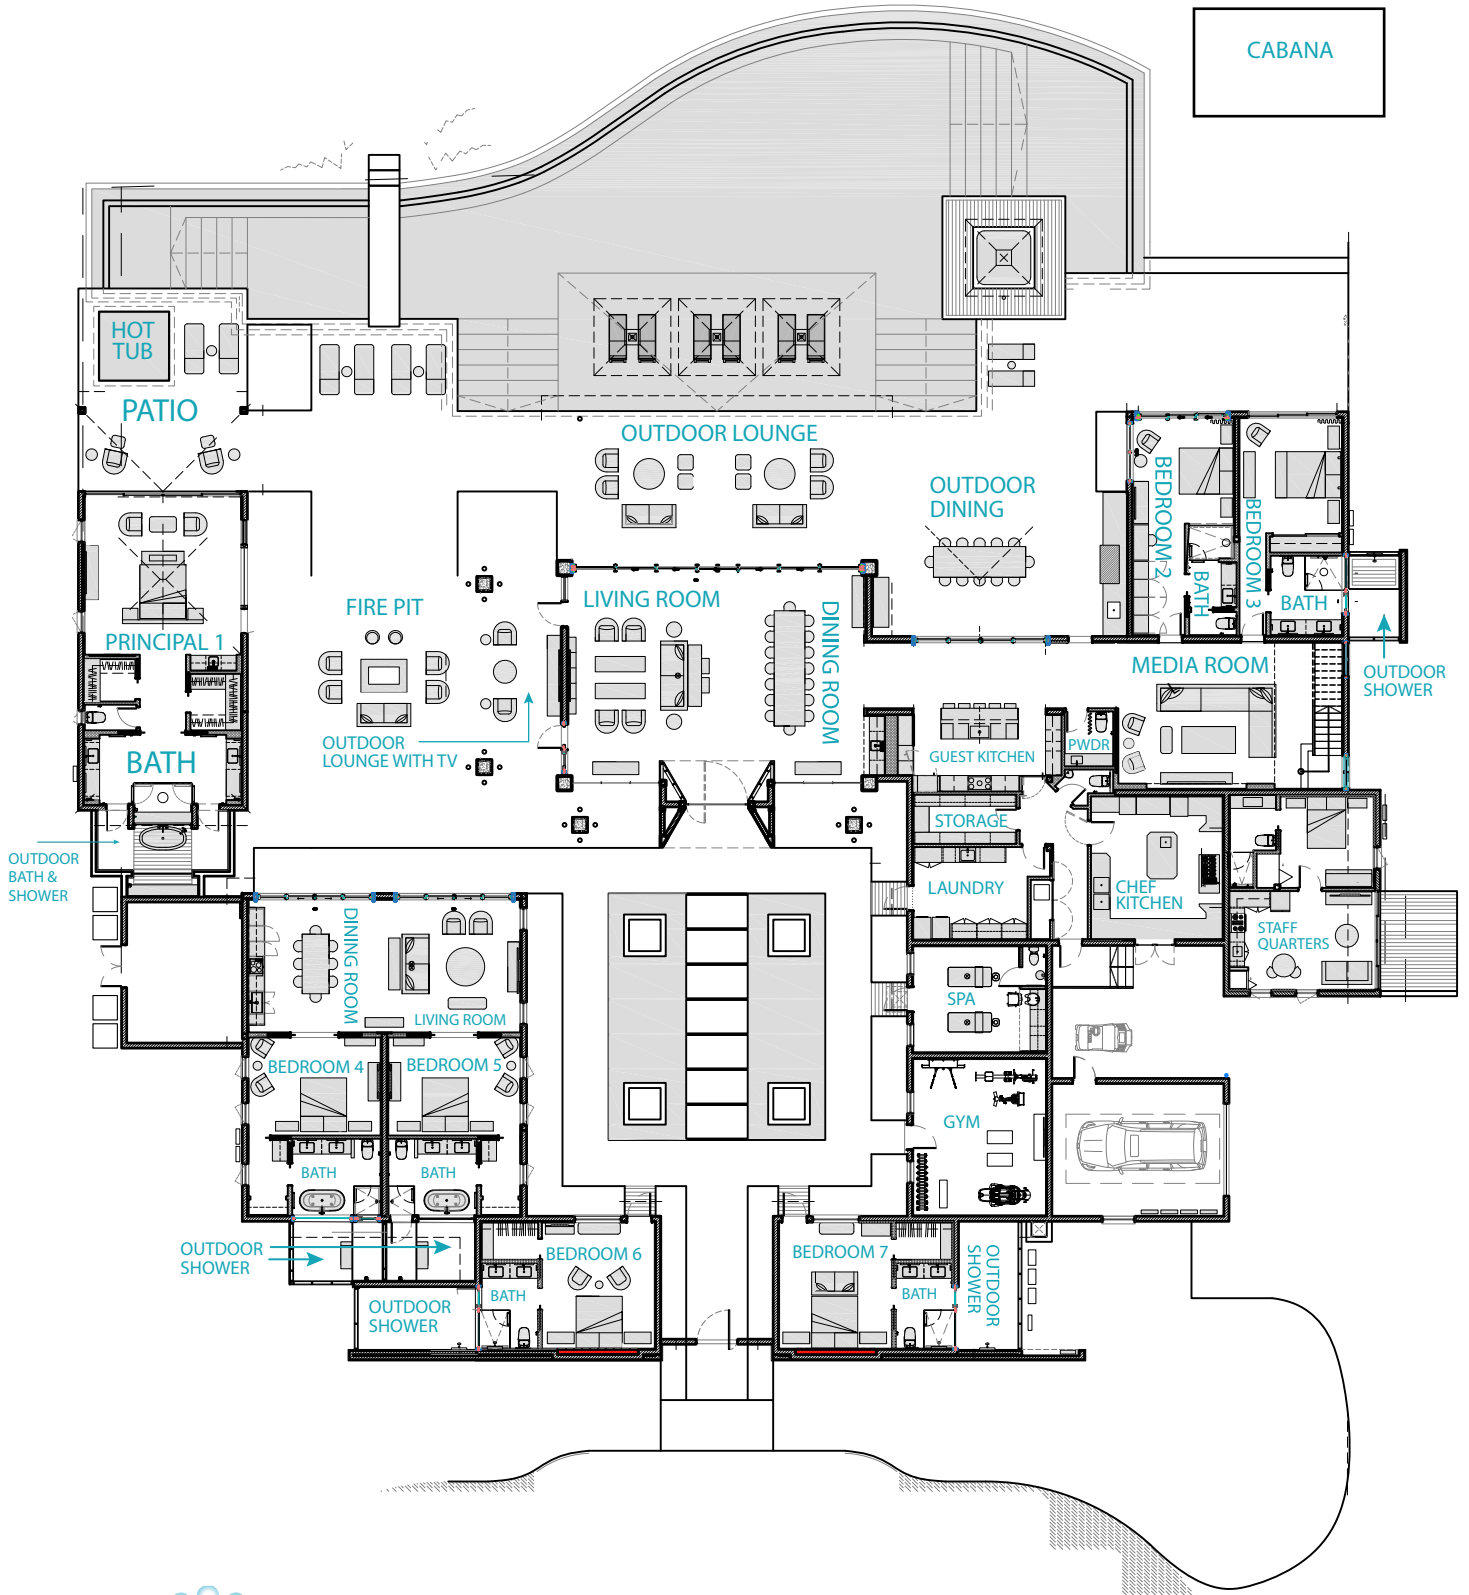 CABANA
HOT
TUB
PATIO
OUTDOOR LOUNGE
OUTDOOR
DINING
BEDROOM 2
BATH
BEDROOM 3
BATH
OUTDOOR
SHOWER
PRINCIPAL 1
BATH
OUTDOOR
BATH &
SHOWER
FIRE PIT
OUTDOOR
LOUNGE WITH TV
LIVING ROOM
DINING ROOM
MEDIA ROOM
GUEST KITCHEN
PWDR
STORAGE
LAUNDRY
CHEF
KITCHEN
STAFF
QUARTERS
SPA
GYM
DINING ROOM
LIVING ROOM
BEDROOM 4
BEDROOM 5
BATH
BATH
OUTDOOR
SHOWER
OUTDOOR
SHOWER
BEDROOM 6
BATH
BEDROOM 7
BATH
OUTDOOR
SHOWER